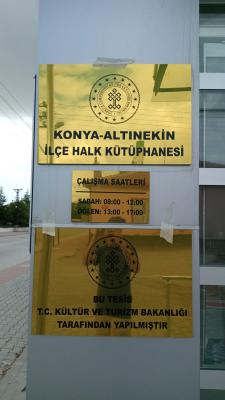 KONYA-ALTINEKİN
İLÇE HALK KÜTÜPHANESİ
ÇALIŞMA SAATLERİ
SABAH: 08:00 - 12:00
ÖĞLEN: 13:00 - 17:00
BU TESİS
T.C. KÜLTÜR VE TURİZM BAKANLIĞI
TARAFINDAN YAPILMIŞTIR